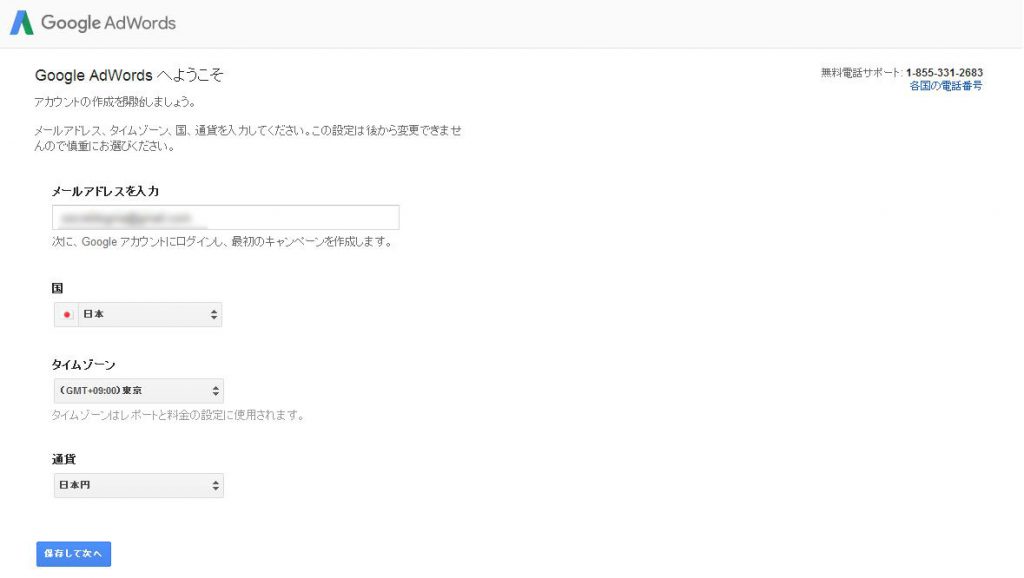 Google AdWords
Google AdWords へようこそ
無料電話サポート: 1-855-331-2683
各国の電話番号
アカウントの作成を開始しましょう。
メールアドレス、タイムゾーン、国、通貨を入力してください。この設定は後から変更できませ
んので慎重にお選びください。
メールアドレスを入力
次に、Google アカウントにログインし、最初のキャンペーンを作成します。
国
日本
タイムゾーン
(GMT+09:00) 東京
タイムゾーンはレポートと料金の設定に使用されます。
通貨
日本円
保存して次へ